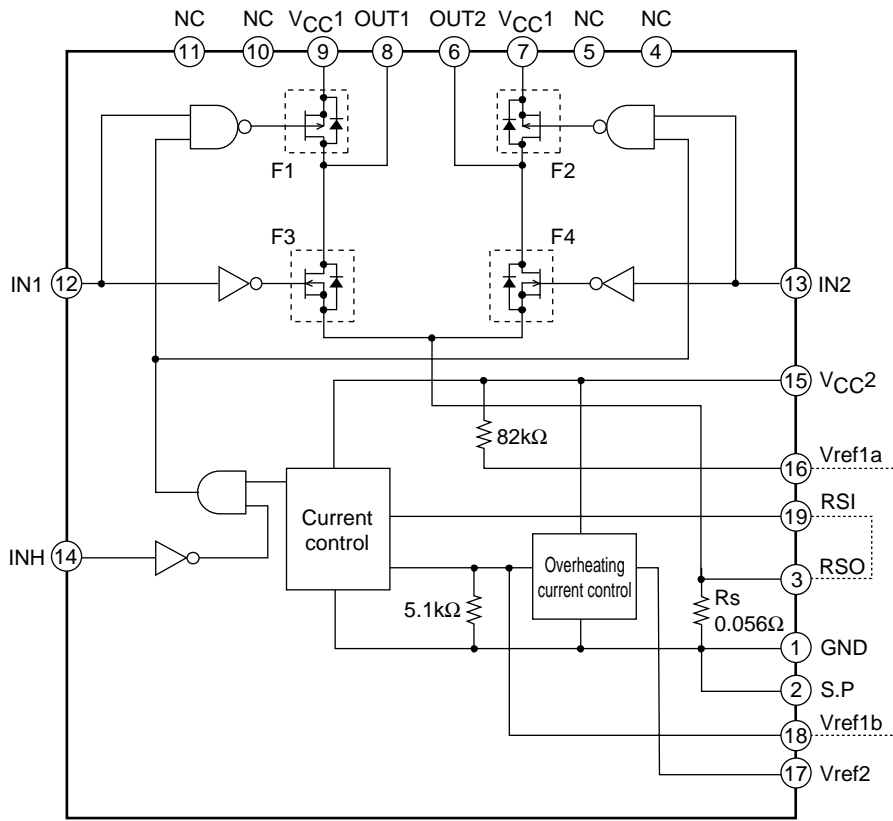 NC NC VCC1 OUT1 OUT2 VCC1 NC NC
11 10 9 8 6 7 5 4
F1 F2
F3 F4
IN1 12
13 IN2
15 VCC2
82kΩ
16 Vref1a
Current
control
19 RSI
INH 14
Overheating
current control
3 RSO
5.1kΩ
Rs
0.056Ω
1 GND
2 S.P
18 Vref1b
17 Vref2